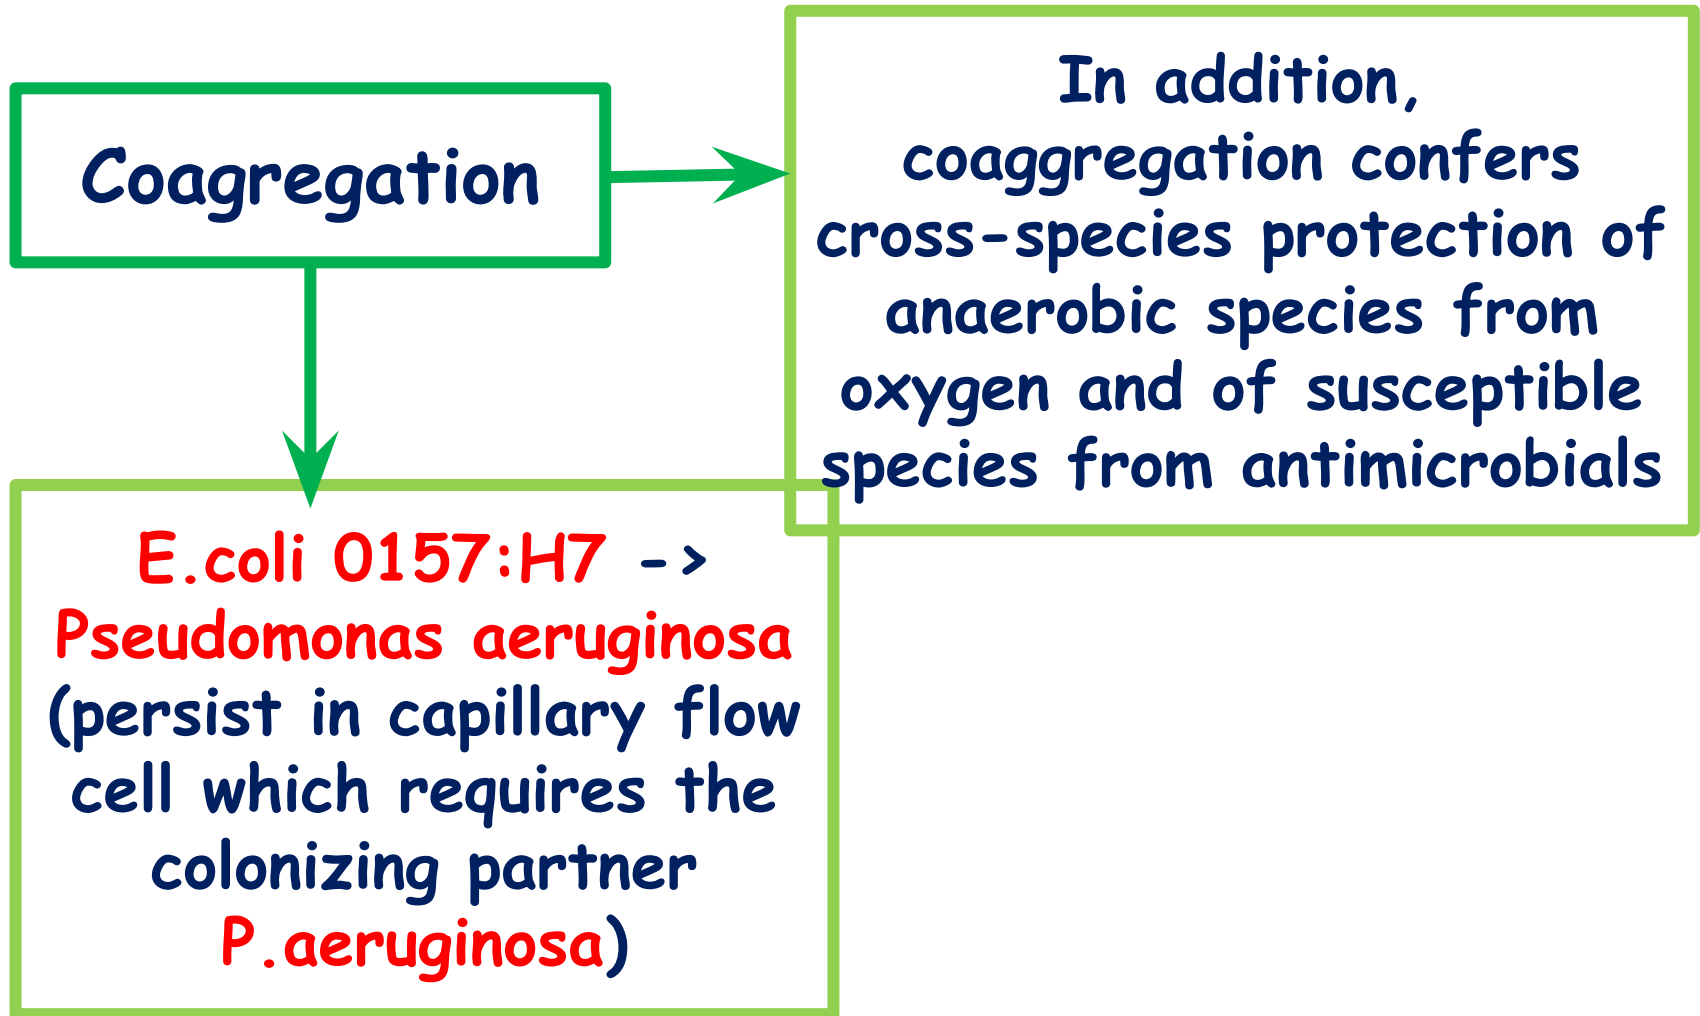 Coagregation
In addition,
coaggregation confers
cross-species protection of
anaerobic species from
oxygen and of susceptible
species from antimicrobials
E.coli 0157:H7 ->
Pseudomonas aeruginosa
(persist in capillary flow
cell which requires the
colonizing partner
P.aeruginosa)